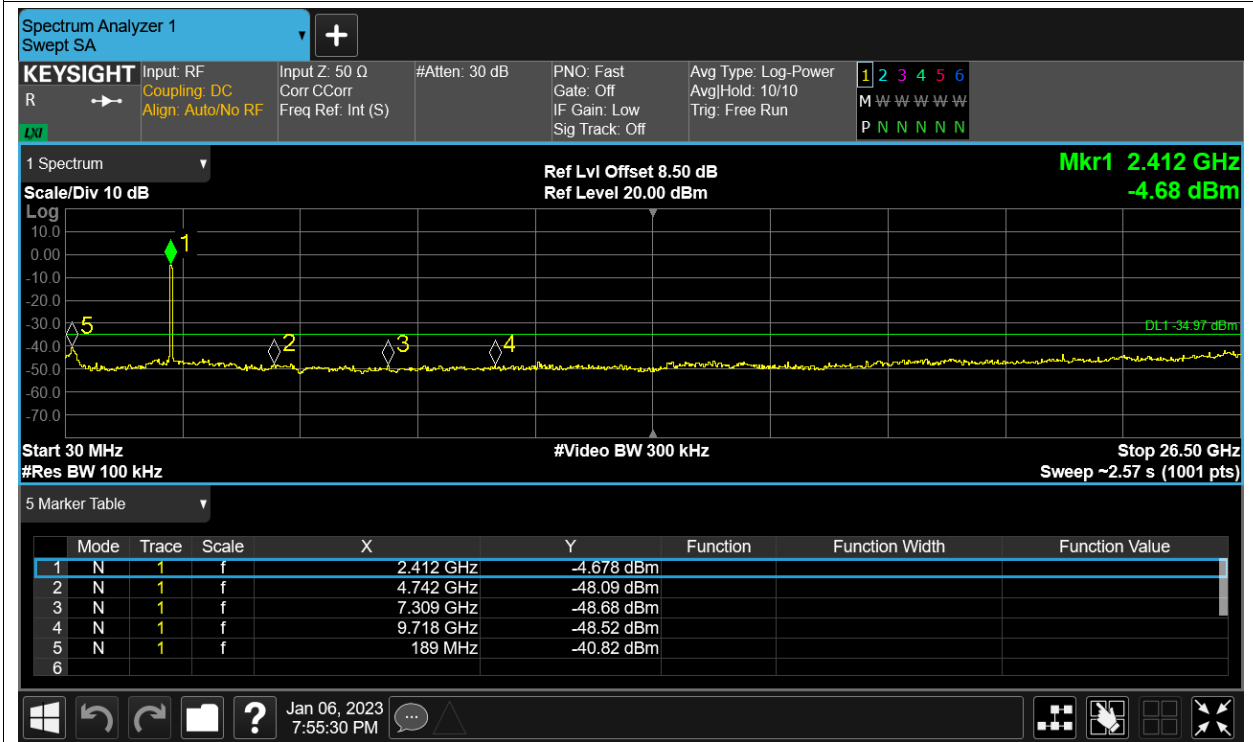 Spectrum Analyzer 1
Swept SA
+
KEYSIGHT
R
LXI
Input: RF
Coupling: DC
Align: Auto/No RF
Input Z: 50 Ω
Corr CCorr
Freq Ref: Int (S)
#Atten: 30 dB
PNO: Fast
Gate: Off
IF Gain: Low
Sig Track: Off
Avg Type: Log-Power
Avg|Hold: 10/10
Trig: Free Run
1 2 3 4 5 6
M W W W W W
P N N N N N
1 Spectrum
Scale/Div 10 dB
Ref Lvl Offset 8.50 dB
Ref Level 20.00 dBm
Mkr1 2.412 GHz
-4.68 dBm
Log
10.0
0.00
-10.0
-20.0
-30.0
-40.0
-50.0
-60.0
-70.0
1
5
2
3
4
DL1 -34.97 dBm
Start 30 MHz
#Video BW 300 kHz
Stop 26.50 GHz
#Res BW 100 kHz
Sweep ~2.57 s (1001 pts)
5 Marker Table
Mode Trace Scale X Y Function Function Width Function Value
1 N 1 f 2.412 GHz -4.678 dBm
2 N 1 f 4.742 GHz -48.09 dBm
3 N 1 f 7.309 GHz -48.68 dBm
4 N 1 f 9.718 GHz -48.52 dBm
5 N 1 f 189 MHz -40.82 dBm
6
?
Jan 06, 2023
7:55:30 PM